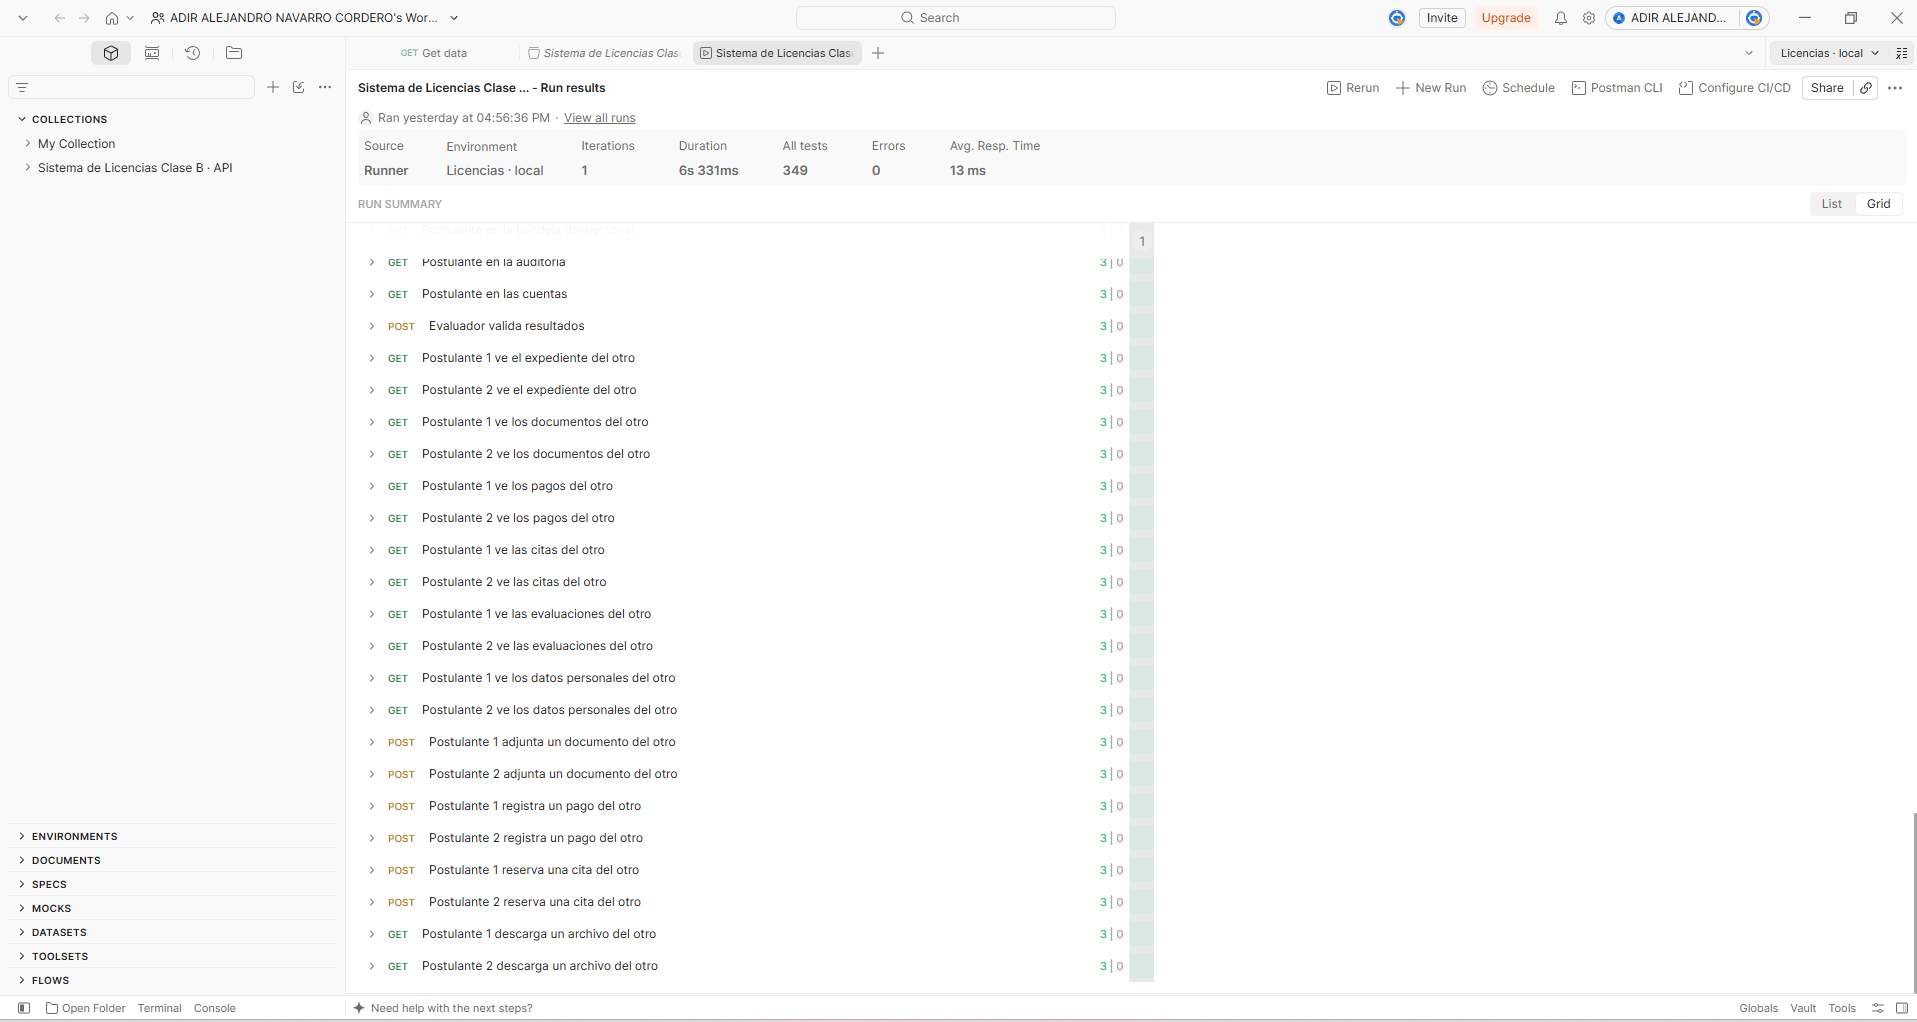 ADIR ALEJANDRO NAVARRO CORDERO's Wor...
Search
Invite
Upgrade
ADIR ALEJAND...
GET Get data
Sistema de Licencias Clas
Sistema de Licencias Clas
Licencias · local
Sistema de Licencias Clase ... - Run results
Rerun
New Run
Schedule
Postman CLI
Configure CI/CD
Share
Ran yesterday at 04:56:36 PM · View all runs
COLLECTIONS
My Collection
Sistema de Licencias Clase B · API
Source Environment Iterations Duration All tests Errors Avg. Resp. Time
Runner Licencias · local 1 6s 331ms 349 0 13 ms
RUN SUMMARY
List Grid
GET Postulante en la bandeja del personal
1
GET Postulante en la auditoria 3 | 0
GET Postulante en las cuentas 3 | 0
POST Evaluador valida resultados 3 | 0
GET Postulante 1 ve el expediente del otro 3 | 0
GET Postulante 2 ve el expediente del otro 3 | 0
GET Postulante 1 ve los documentos del otro 3 | 0
GET Postulante 2 ve los documentos del otro 3 | 0
GET Postulante 1 ve los pagos del otro 3 | 0
GET Postulante 2 ve los pagos del otro 3 | 0
GET Postulante 1 ve las citas del otro 3 | 0
GET Postulante 2 ve las citas del otro 3 | 0
GET Postulante 1 ve las evaluaciones del otro 3 | 0
GET Postulante 2 ve las evaluaciones del otro 3 | 0
GET Postulante 1 ve los datos personales del otro 3 | 0
GET Postulante 2 ve los datos personales del otro 3 | 0
POST Postulante 1 adjunta un documento del otro 3 | 0
POST Postulante 2 adjunta un documento del otro 3 | 0
POST Postulante 1 registra un pago del otro 3 | 0
POST Postulante 2 registra un pago del otro 3 | 0
POST Postulante 1 reserva una cita del otro 3 | 0
POST Postulante 2 reserva una cita del otro 3 | 0
GET Postulante 1 descarga un archivo del otro 3 | 0
GET Postulante 2 descarga un archivo del otro 3 | 0
ENVIRONMENTS
DOCUMENTS
SPECS
MOCKS
DATASETS
TOOLSETS
FLOWS
Open Folder
Terminal
Console
Need help with the next steps?
Globals
Vault
Tools